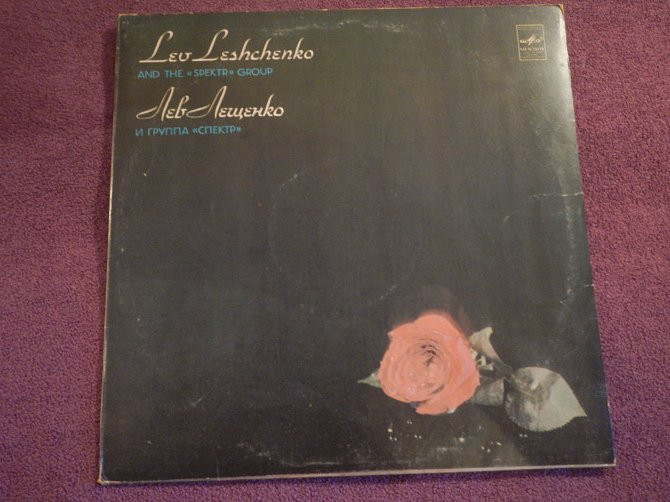 Lev Leshchenko
AND THE «SPEKTR» GROUP
Лев Лещенко
И ГРУППА «СПЕКТР»